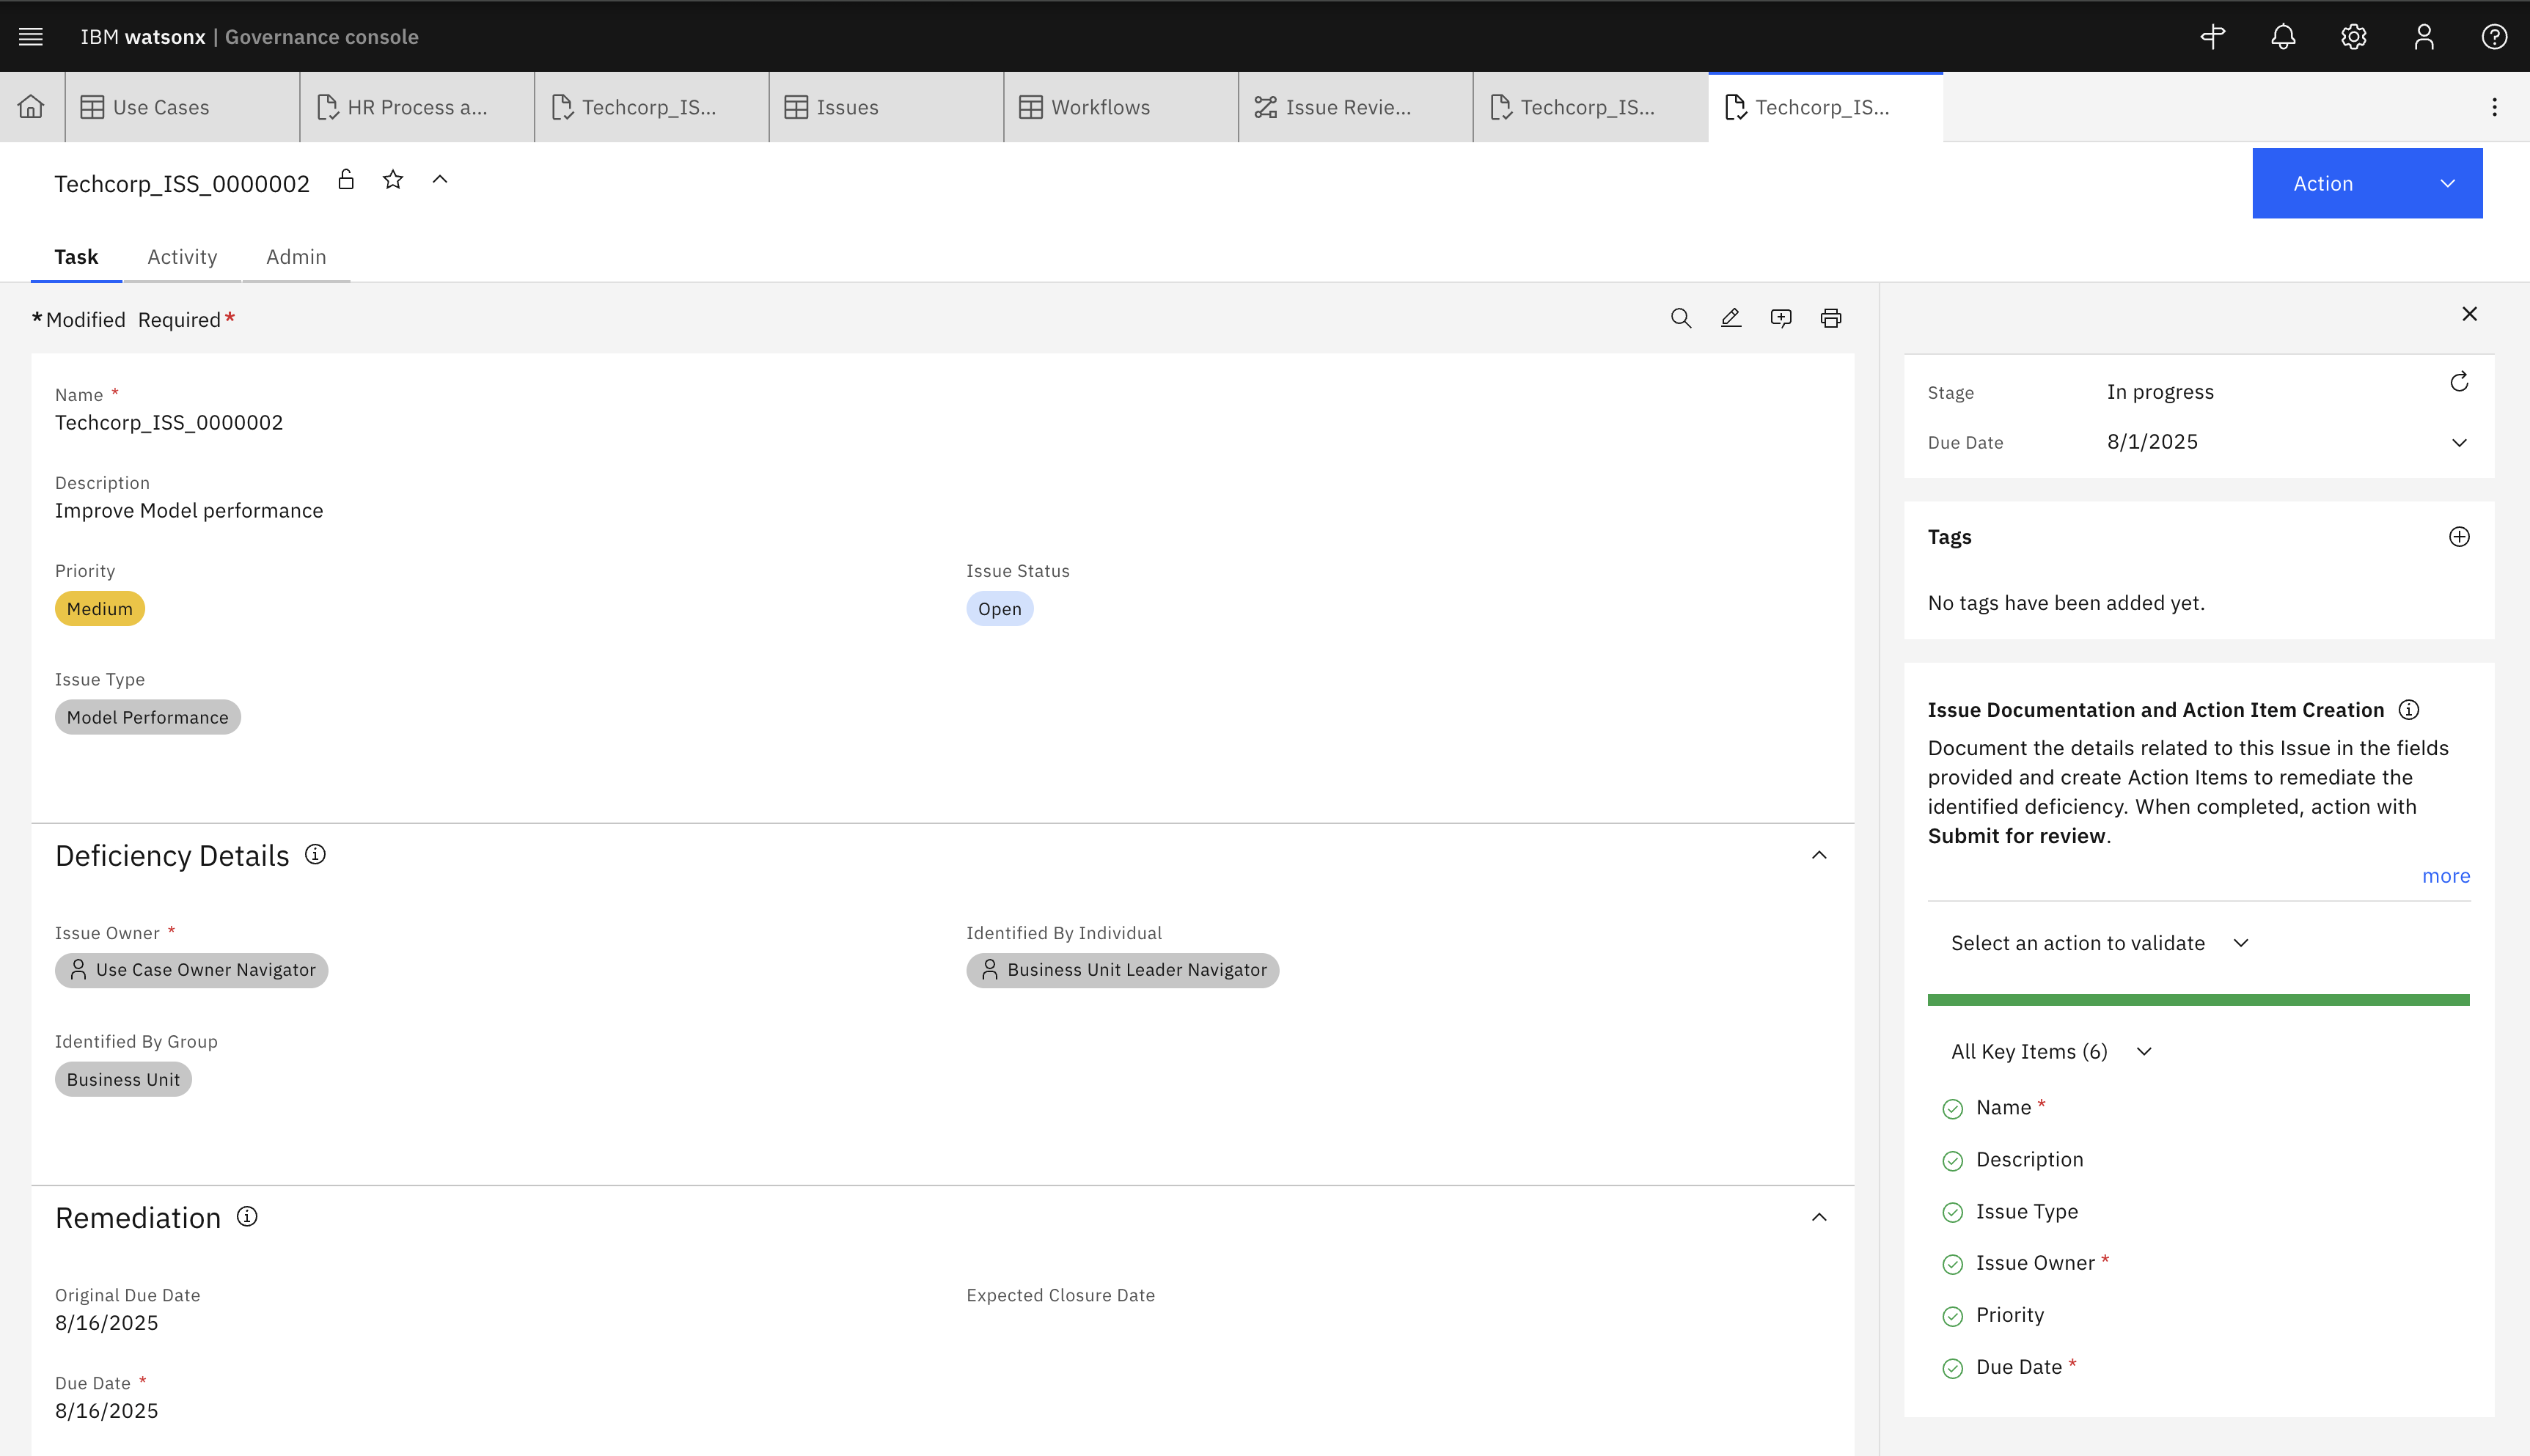 IBM watsonx | Governance console
Use Cases
HR Process a...
Techcorp_IS...
Issues
Workflows
Issue Revie...
Techcorp_IS...
Techcorp_IS...
Techcorp_ISS_0000002
Action
Task
Activity
Admin
*Modified Required*
Name *
Techcorp_ISS_0000002
Description
Improve Model performance
Priority
Medium
Issue Status
Open
Issue Type
Model Performance
Deficiency Details
Issue Owner *
Use Case Owner Navigator
Identified By Individual
Business Unit Leader Navigator
Identified By Group
Business Unit
Remediation
Original Due Date
8/16/2025
Expected Closure Date
Due Date *
8/16/2025
Stage
In progress
Due Date
8/1/2025
Tags
No tags have been added yet.
Issue Documentation and Action Item Creation
Document the details related to this Issue in the fields
provided and create Action Items to remediate the
identified deficiency. When completed, action with
Submit for review.
more
Select an action to validate
All Key Items (6)
Name *
Description
Issue Type
Issue Owner *
Priority
Due Date *